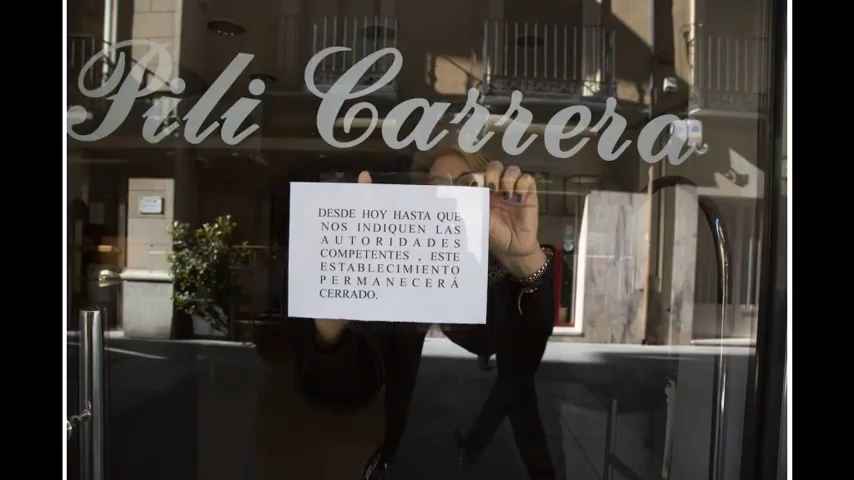 Pili Carrera
DESDE HOY HASTA QUE
NOS INDIQUEN LAS
AUTORIDADES
COMPETENTES , ESTE
ESTABLECIMIENTO
PERMANECERÁ
CERRADO.